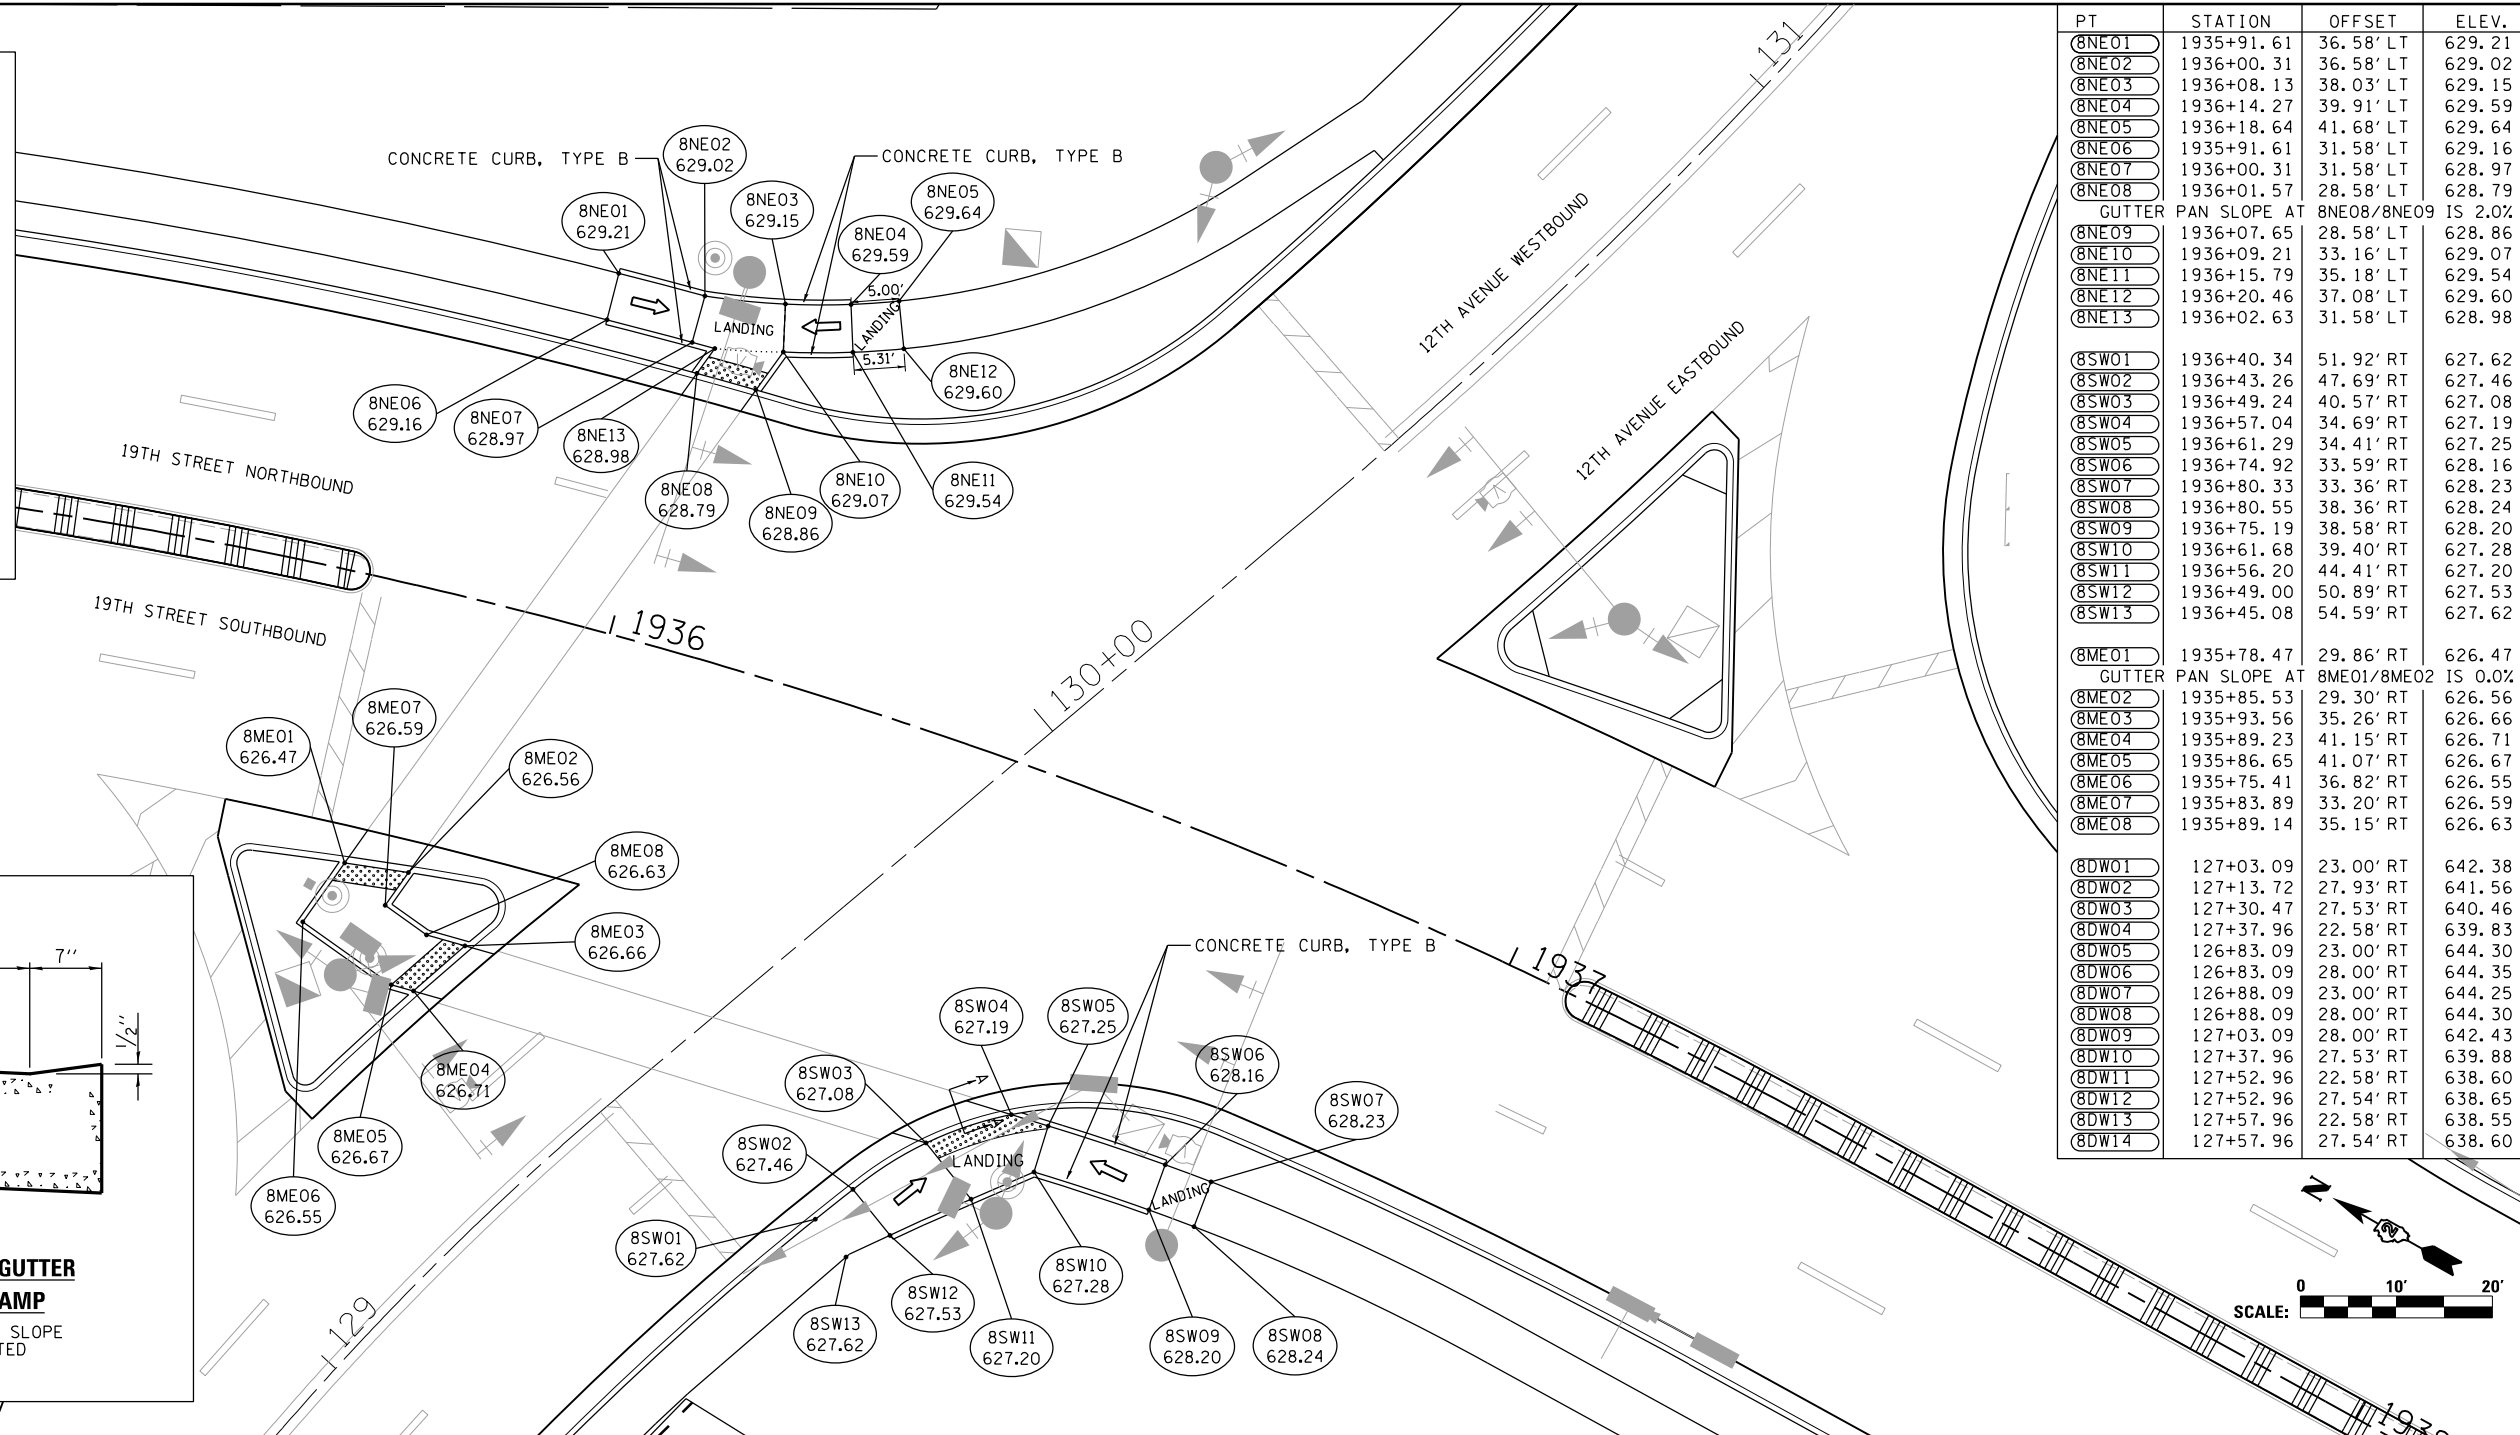 CONCRETE CURB, TYPE B
CONCRETE CURB, TYPE B
8NE02
629.02
8NE01
629.21
8NE03
629.15
8NE05
629.64
8NE04
629.59
5.00'
LANDING
LANDING
5.31'
8NE06
629.16
8NE07
628.97
8NE13
628.98
8NE08
628.79
8NE09
628.86
8NE10
629.07
8NE11
629.54
8NE12
629.60
131
12TH AVENUE WESTBOUND
12TH AVENUE EASTBOUND
19TH STREET NORTHBOUND
19TH STREET SOUTHBOUND
1936
130+00
1937
129
8ME07
626.59
8ME01
626.47
8ME02
626.56
8ME08
626.63
8ME03
626.66
8ME04
626.71
8ME05
626.67
8ME06
626.55
7"
1/2"
GUTTER
AMP
SLOPE
TED
CONCRETE CURB, TYPE B
8SW04
627.19
8SW05
627.25
8SW06
628.16
8SW03
627.08
8SW07
628.23
8SW02
627.46
A
A
LANDING
LANDING
8SW01
627.62
8SW13
627.62
8SW12
627.53
8SW11
627.20
8SW10
627.28
8SW09
628.20
8SW08
628.24
PT STATION OFFSET ELEV.
8NE01 1935+91.61 36.58' LT 629.21
8NE02 1936+00.31 36.58' LT 629.02
8NE03 1936+08.13 38.03' LT 629.15
8NE04 1936+14.27 39.91' LT 629.59
8NE05 1936+18.64 41.68' LT 629.64
8NE06 1935+91.61 31.58' LT 629.16
8NE07 1936+00.31 31.58' LT 628.97
8NE08 1936+01.57 28.58' LT 628.79
GUTTER PAN SLOPE AT 8NE08/8NE09 IS 2.0%
8NE09 1936+07.65 28.58' LT 628.86
8NE10 1936+09.21 33.16' LT 629.07
8NE11 1936+15.79 35.18' LT 629.54
8NE12 1936+20.46 37.08' LT 629.60
8NE13 1936+02.63 31.58' LT 628.98
8SW01 1936+40.34 51.92' RT 627.62
8SW02 1936+43.26 47.69' RT 627.46
8SW03 1936+49.24 40.57' RT 627.08
8SW04 1936+57.04 34.69' RT 627.19
8SW05 1936+61.29 34.41' RT 627.25
8SW06 1936+74.92 33.59' RT 628.16
8SW07 1936+80.33 33.36' RT 628.23
8SW08 1936+80.55 38.36' RT 628.24
8SW09 1936+75.19 38.58' RT 628.20
8SW10 1936+61.68 39.40' RT 627.28
8SW11 1936+56.20 44.41' RT 627.20
8SW12 1936+49.00 50.89' RT 627.53
8SW13 1936+45.08 54.59' RT 627.62
8ME01 1935+78.47 29.86' RT 626.47
GUTTER PAN SLOPE AT 8ME01/8ME02 IS 0.0%
8ME02 1935+85.53 29.30' RT 626.56
8ME03 1935+93.56 35.26' RT 626.66
8ME04 1935+89.23 41.15' RT 626.71
8ME05 1935+86.65 41.07' RT 626.67
8ME06 1935+75.41 36.82' RT 626.55
8ME07 1935+83.89 33.20' RT 626.59
8ME08 1935+89.14 35.15' RT 626.63
8DW01 127+03.09 23.00' RT 642.38
8DW02 127+13.72 27.93' RT 641.56
8DW03 127+30.47 27.53' RT 640.46
8DW04 127+37.96 22.58' RT 639.83
8DW05 126+83.09 23.00' RT 644.30
8DW06 126+83.09 28.00' RT 644.35
8DW07 126+88.09 23.00' RT 644.25
8DW08 126+88.09 28.00' RT 644.30
8DW09 127+03.09 28.00' RT 642.43
8DW10 127+37.96 27.53' RT 639.88
8DW11 127+52.96 22.58' RT 638.60
8DW12 127+52.96 27.54' RT 638.65
8DW13 127+57.96 22.58' RT 638.55
8DW14 127+57.96 27.54' RT 638.60
N
2
0 10' 20'
SCALE: